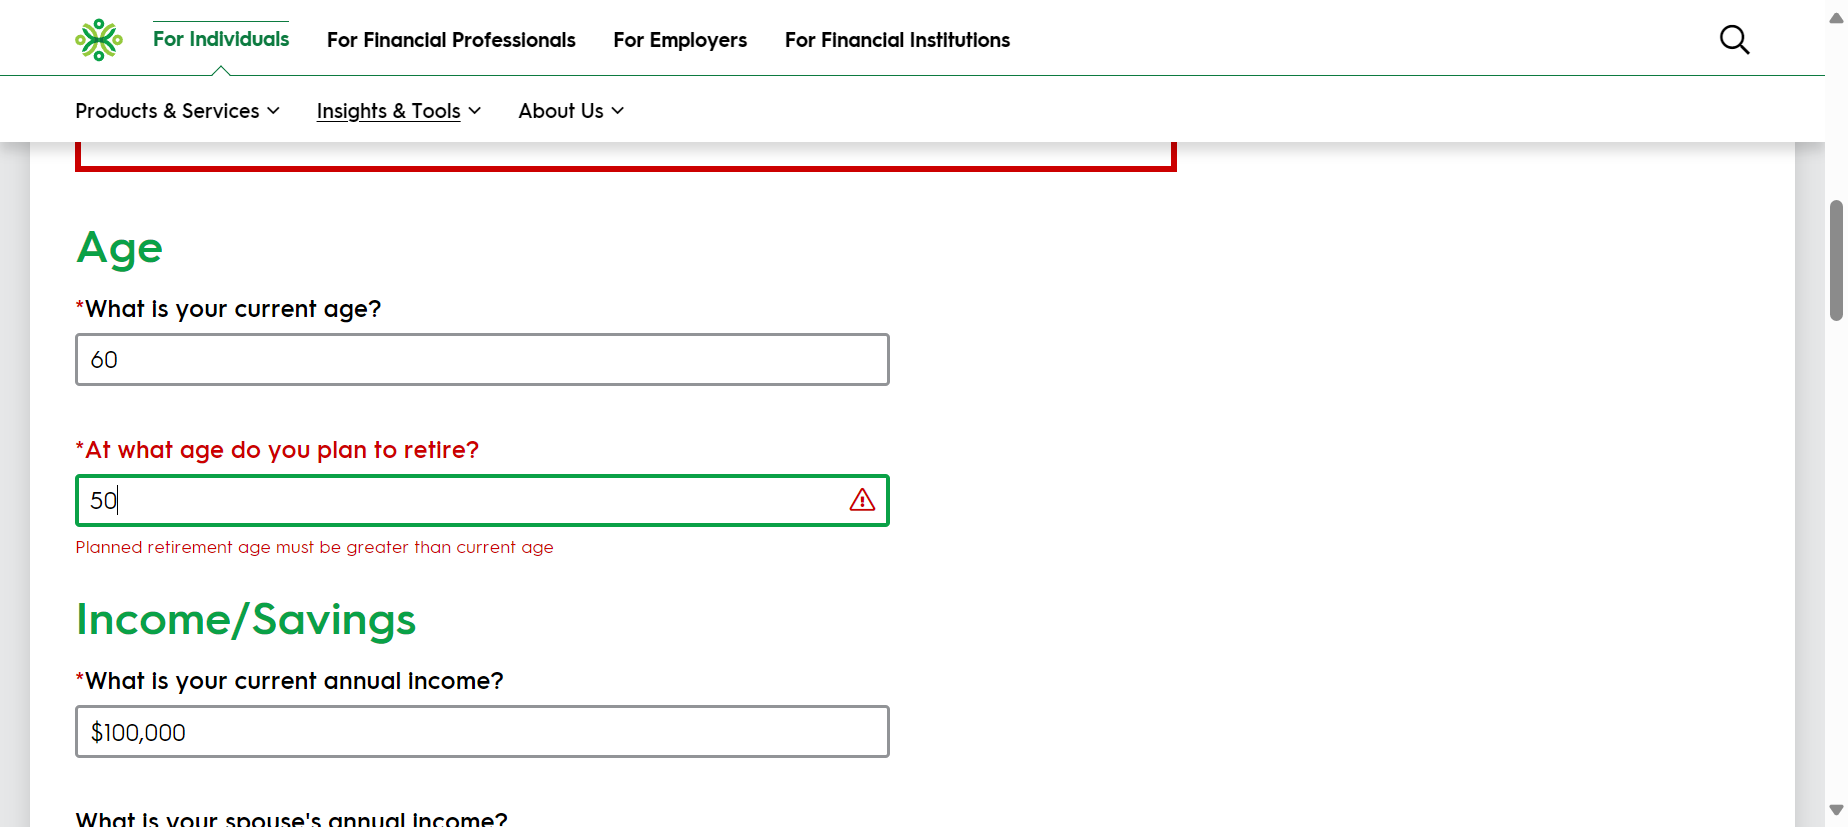 For Individuals
For Financial Professionals
For Employers
For Financial Institutions
Products & Services
Insights & Tools
About Us
Age
*What is your current age?
60
*At what age do you plan to retire?
50
Planned retirement age must be greater than current age
Income/Savings
*What is your current annual income?
$100,000
What is your spouse's annual income?